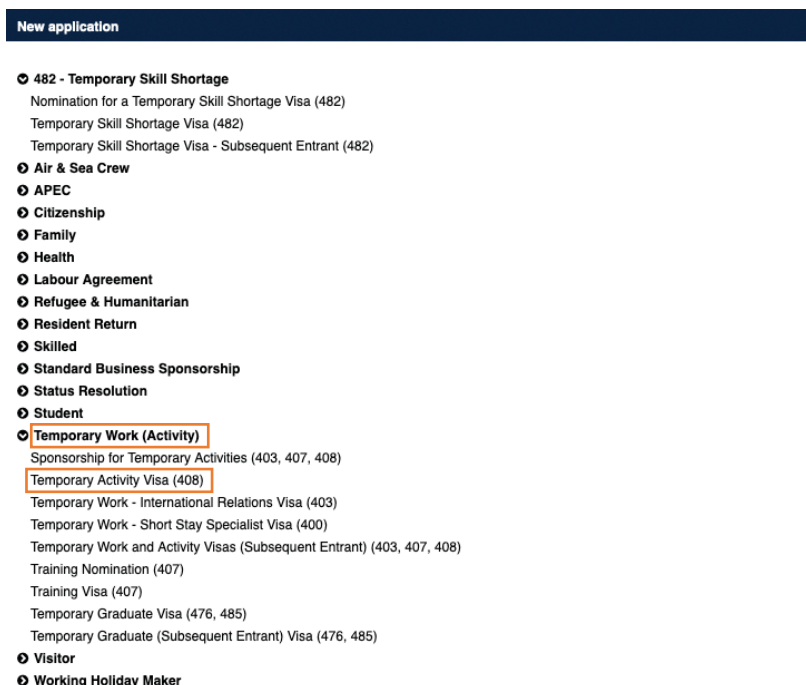 New application
482 - Temporary Skill Shortage
Nomination for a Temporary Skill Shortage Visa (482)
Temporary Skill Shortage Visa (482)
Temporary Skill Shortage Visa - Subsequent Entrant (482)
Air & Sea Crew
APEC
Citizenship
Family
Health
Labour Agreement
Refugee & Humanitarian
Resident Return
Skilled
Standard Business Sponsorship
Status Resolution
Student
Temporary Work (Activity)
Sponsorship for Temporary Activities (403, 407, 408)
Temporary Activity Visa (408)
Temporary Work - International Relations Visa (403)
Temporary Work - Short Stay Specialist Visa (400)
Temporary Work and Activity Visas (Subsequent Entrant) (403, 407, 408)
Training Nomination (407)
Training Visa (407)
Temporary Graduate Visa (476, 485)
Temporary Graduate (Subsequent Entrant) Visa (476, 485)
Visitor
Working Holiday Maker